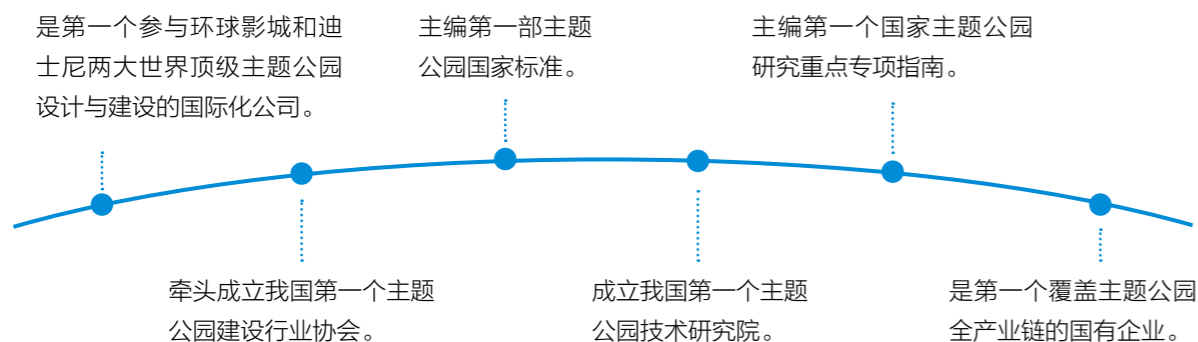 是第一个参与环球影城和迪
士尼两大世界顶级主题公园
设计与建设的国际化公司。
牵头成立我国第一个主题
公园建设行业协会。
主编第一部主题
公园国家标准。
成立我国第一个主题
公园技术研究院。
主编第一个国家主题公园
研究重点专项指南。
是第一个覆盖主题公园
全产业链的国有企业。